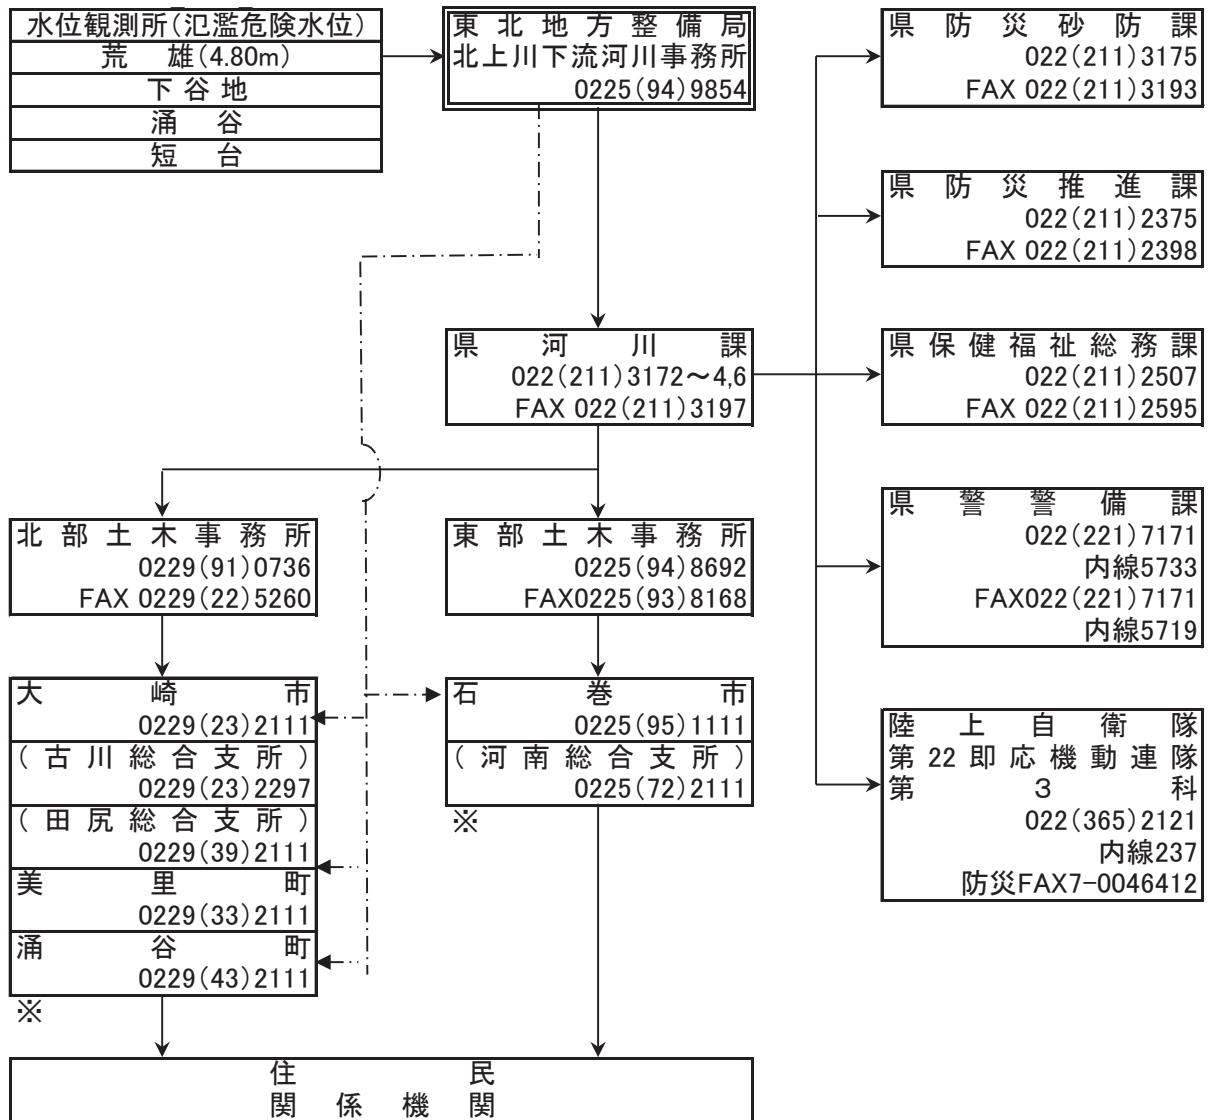 水位観測所(氾濫危険水位)
荒雄(4.80m)
下谷地
涌谷
短台
東北地方整備局
北上川下流河川事務所
0225(94)9854
県防災砂防課
022(211)3175
FAX 022(211)3193
県防災推進課
022(211)2375
FAX 022(211)2398
県河川課
022(211)3172～4,6
FAX 022(211)3197
県保健福祉総務課
022(211)2507
FAX 022(211)2595
県警警備課
022(221)7171
内線5733
FAX022(221)7171
内線5719
北部土木事務所
0229(91)0736
FAX 0229(22)5260
東部土木事務所
0225(94)8692
FAX0225(93)8168
大崎市
0229(23)2111
(古川総合支所)
0229(23)2297
(田尻総合支所)
0229(39)2111
美里町
0229(33)2111
涌谷町
0229(43)2111
※
石巻市
0225(95)1111
(河南総合支所)
0225(72)2111
※
陸上自衛隊
第22即応機動連隊
第3科
022(365)2121
内線237
防災FAX7-0046412
住民
関係機関